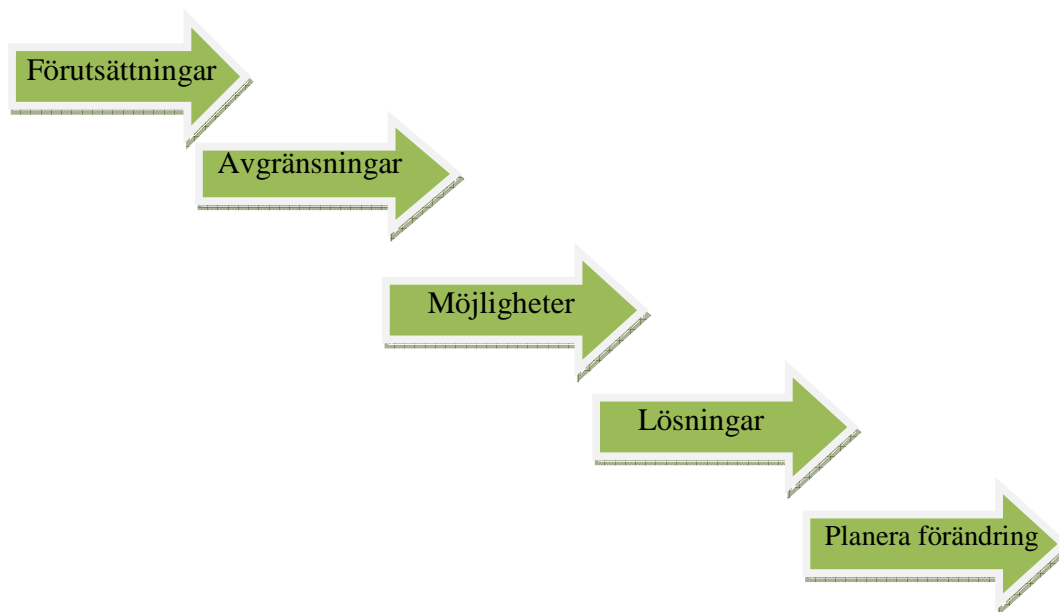 Förutsättningar
Avgränsningar
Möjligheter
Lösningar
Planera förändring